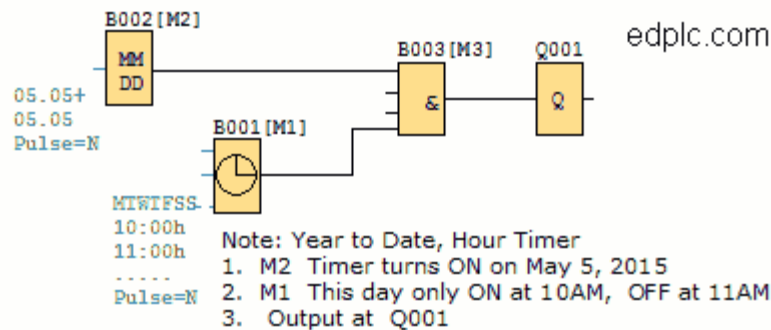 B002[M2]
MM
DD
05.05+
05.05
Pulse=N
B003[M3]
&
Q001
Q
edplc.com
B001[M1]
MTWTFSS
10:00h
11:00h
.....
Pulse=N
Note: Year to Date, Hour Timer
1. M2 Timer turns ON on May 5, 2015
2. M1 This day only ON at 10AM, OFF at 11AM
3. Output at Q001